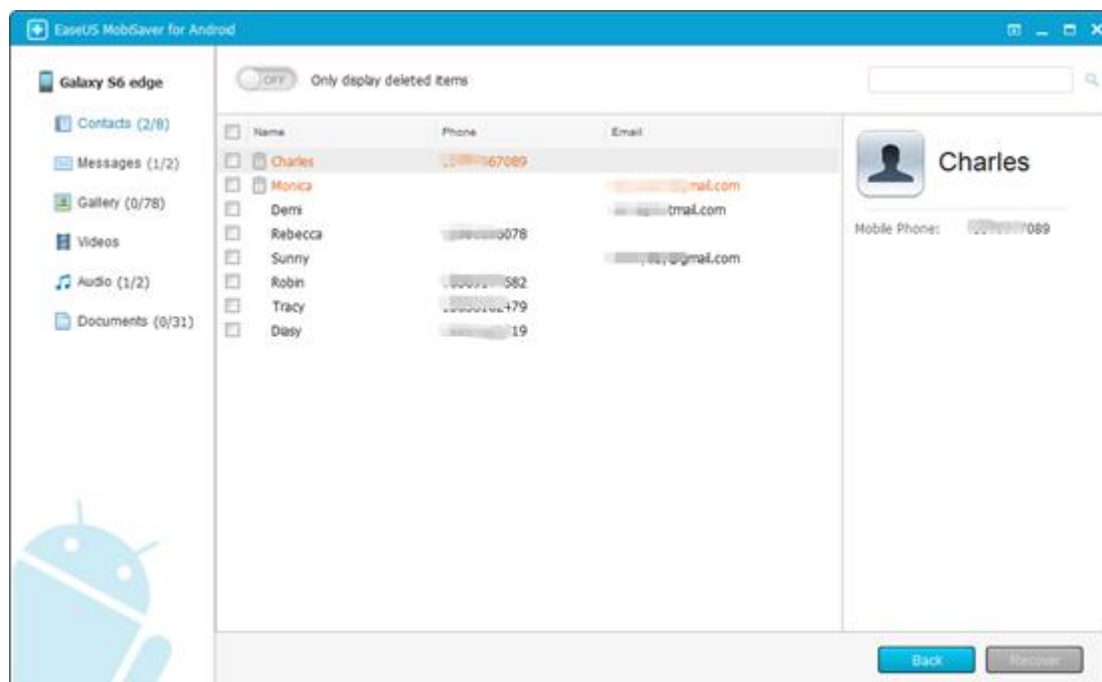 EaseUS MobiSaver for Android
Galaxy S6 edge
Contacts (2/8)
Messages (1/2)
Gallery (0/78)
Videos
Audio (1/2)
Documents (0/31)
OFF Only display deleted items
Name Phone Email
Charles 67089
Monica mail.com
Demi tmail.com
Rebecca 078
Sunny @gmail.com
Robin 582
Tracy 479
Diasy 19
Charles
Mobile Phone: 089
Back Recover